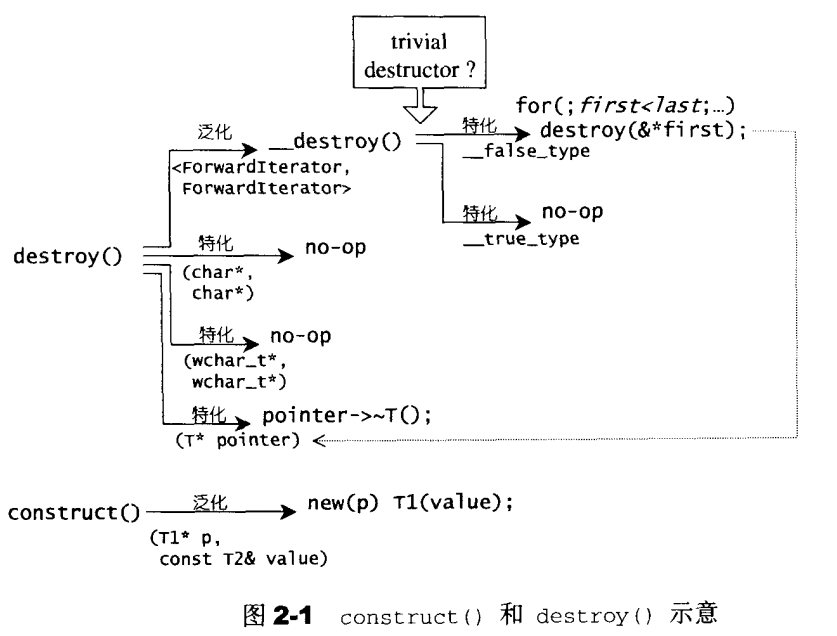 trivial
destructor ?
for(;first<last;…)
泛化
__destroy()
特化
destroy(&*first);
<ForwardIterator,
ForwardIterator>
__false_type
特化
no-op
__true_type
destroy()
特化
no-op
(char*,
char*)
特化
no-op
(wchar_t*,
wchar_t*)
特化
pointer->~T();
(T* pointer)
construct()
泛化
new(p) T1(value);
(T1* p,
const T2& value)
图 2-1 construct() 和 destroy() 示意